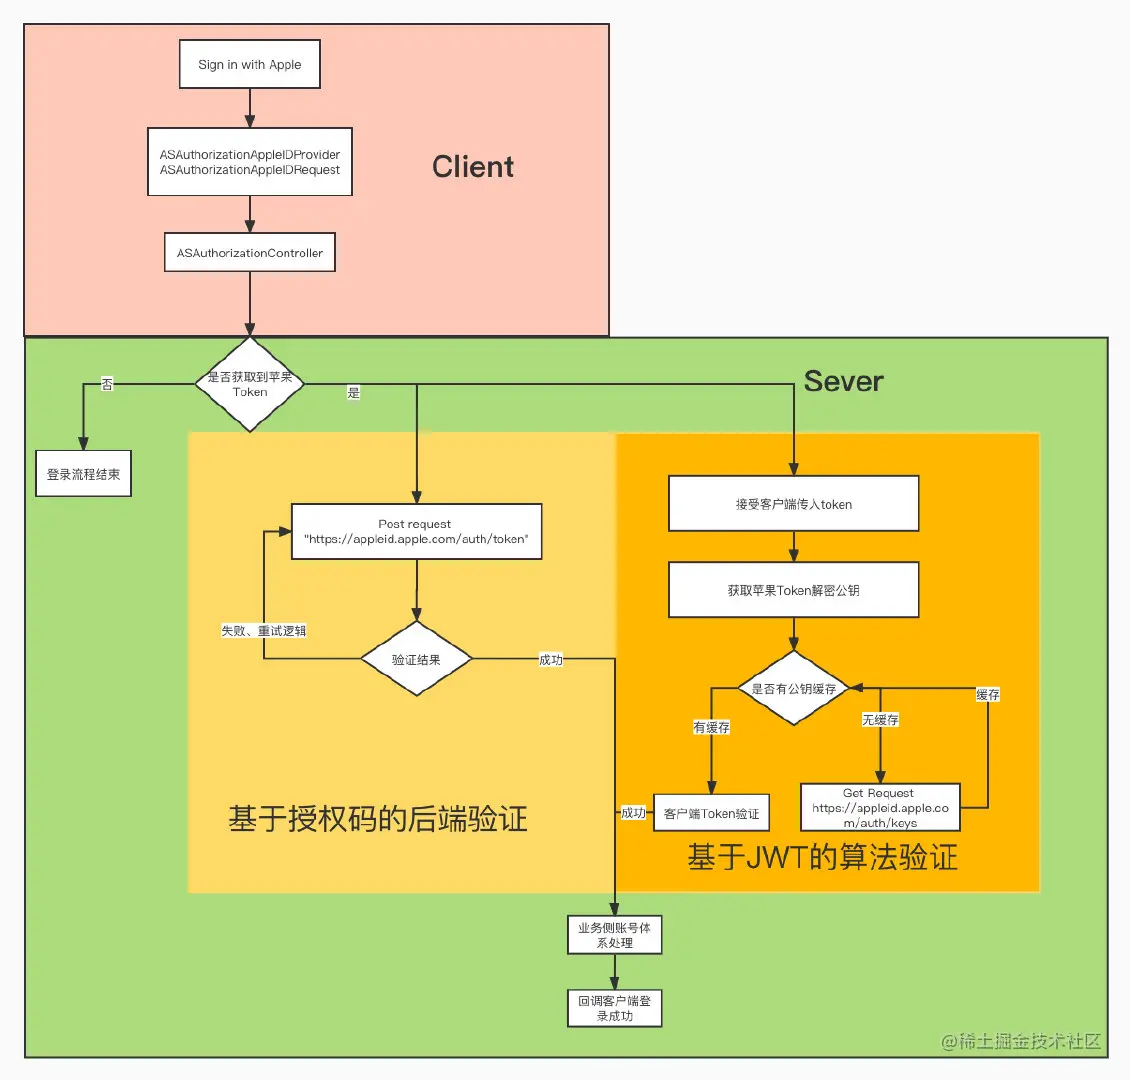 Sign in with Apple
ASAuthorizationAppleIDProvider
ASAuthorizationAppleIDRequest
Client
ASAuthorizationController
是否获取到苹果
Token
否
是
Sever
登录流程结束
Post request
"https://appleid.apple.com/auth/token"
失败、重试逻辑
验证结果
成功
基于授权码的后端验证
接受客户端传入token
获取苹果Token解密公钥
是否有公钥缓存
有缓存
无缓存
缓存
Get Request
https://appleid.apple.co
m/auth/keys
客户端Token验证
成功
基于JWT的算法验证
业务侧账号体
系处理
回调客户端登
录成功
@稀土掘金技术社区